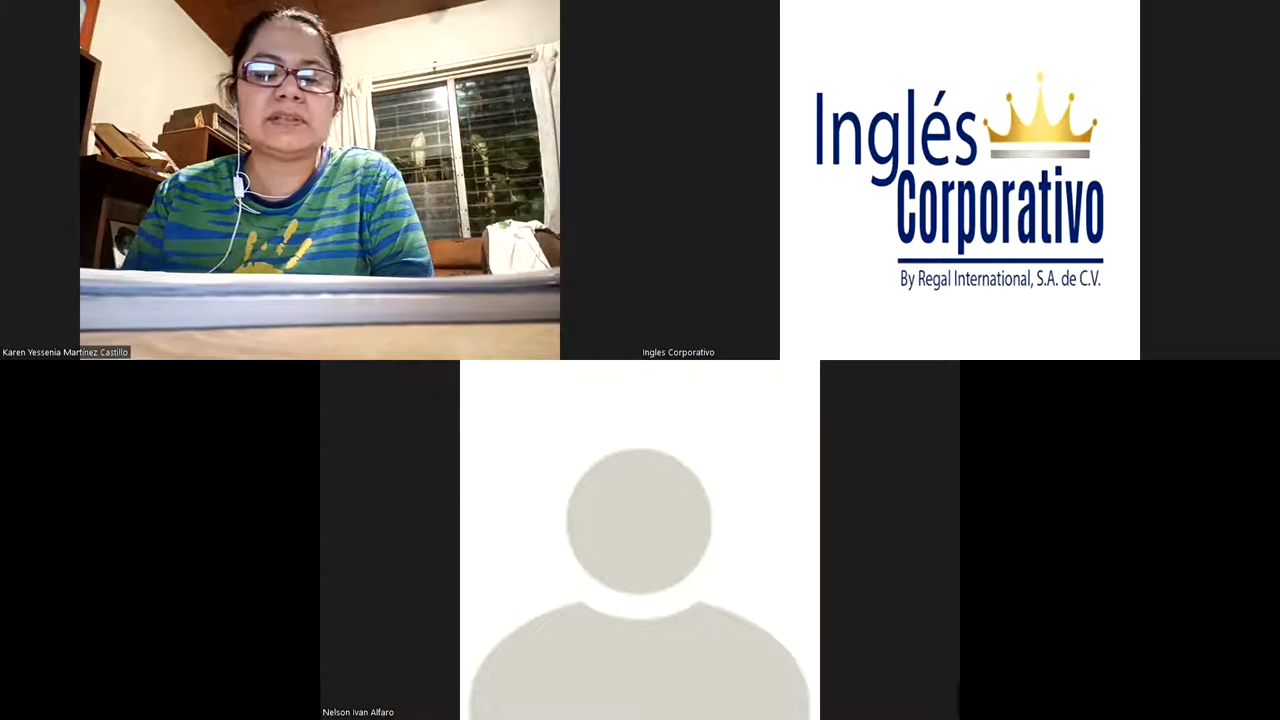 Inglés
Corporativo
By Regal International, S.A. de C.V.
Karen Yessenia Martinez Castillo
Ingles Corporativo
Nelson Ivan Alfaro